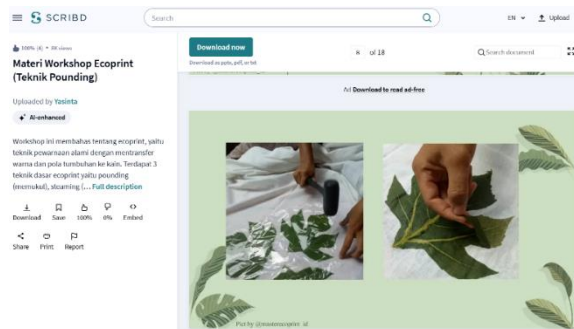 SCRIBD
Search
EN
Upload
100% (6)
Materi Workshop Ecoprint
(Teknik Pounding)
Uploaded by Yasinta
AI-enhanced
Workshop ini membahas tentang ecoprint, yaitu
teknik pewarnaan alami dengan mentransfer
warna dan pola tumbuhan ke kain. Terdapat 3
teknik dasar ecoprint yaitu pounding
(memukul), steaming (,... Full description
Download
Save
100%
0%
Embed
Share
Print
Report
Download now
Download as pptx, pdf, or txt
8 of 18
Search document
Ad Download to read ad-free